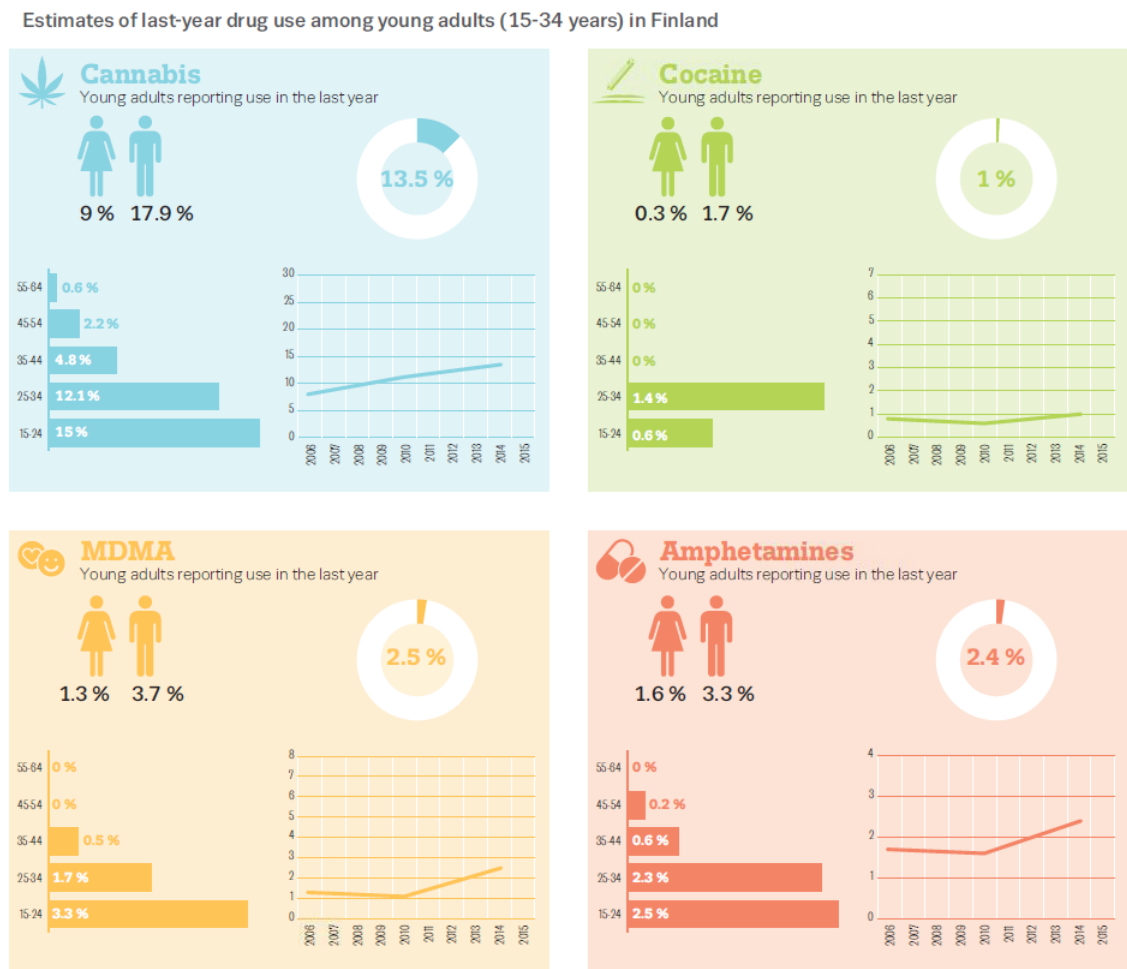 Estimates of last-year drug use among young adults (15-34 years) in Finland
Cannabis
Young adults reporting use in the last year
9 % 17.9 %
13.5 %
55-64 0.6 %
45-54 2.2 %
35-44 4.8 %
25-34 12.1 %
15-24 15 %
30
25
20
15
10
5
0
2006 2007 2008 2009 2010 2011 2012 2013 2014 2015
Cocaine
Young adults reporting use in the last year
0.3 % 1.7 %
1 %
55-64 0 %
45-54 0 %
35-44 0 %
25-34 1.4 %
15-24 0.6 %
7
6
5
4
3
2
1
0
2006 2007 2008 2009 2010 2011 2012 2013 2014 2015
MDMA
Young adults reporting use in the last year
1.3 % 3.7 %
2.5 %
55-64 0 %
45-54 0 %
35-44 0.5 %
25-34 1.7 %
15-24 3.3 %
8
7
6
5
4
3
2
1
0
2006 2007 2008 2009 2010 2011 2012 2013 2014 2015
Amphetamines
Young adults reporting use in the last year
1.6 % 3.3 %
2.4 %
55-64 0 %
45-54 0.2 %
35-44 0.6 %
25-34 2.3 %
15-24 2.5 %
4
3
2
1
0
2006 2007 2008 2009 2010 2011 2012 2013 2014 2015